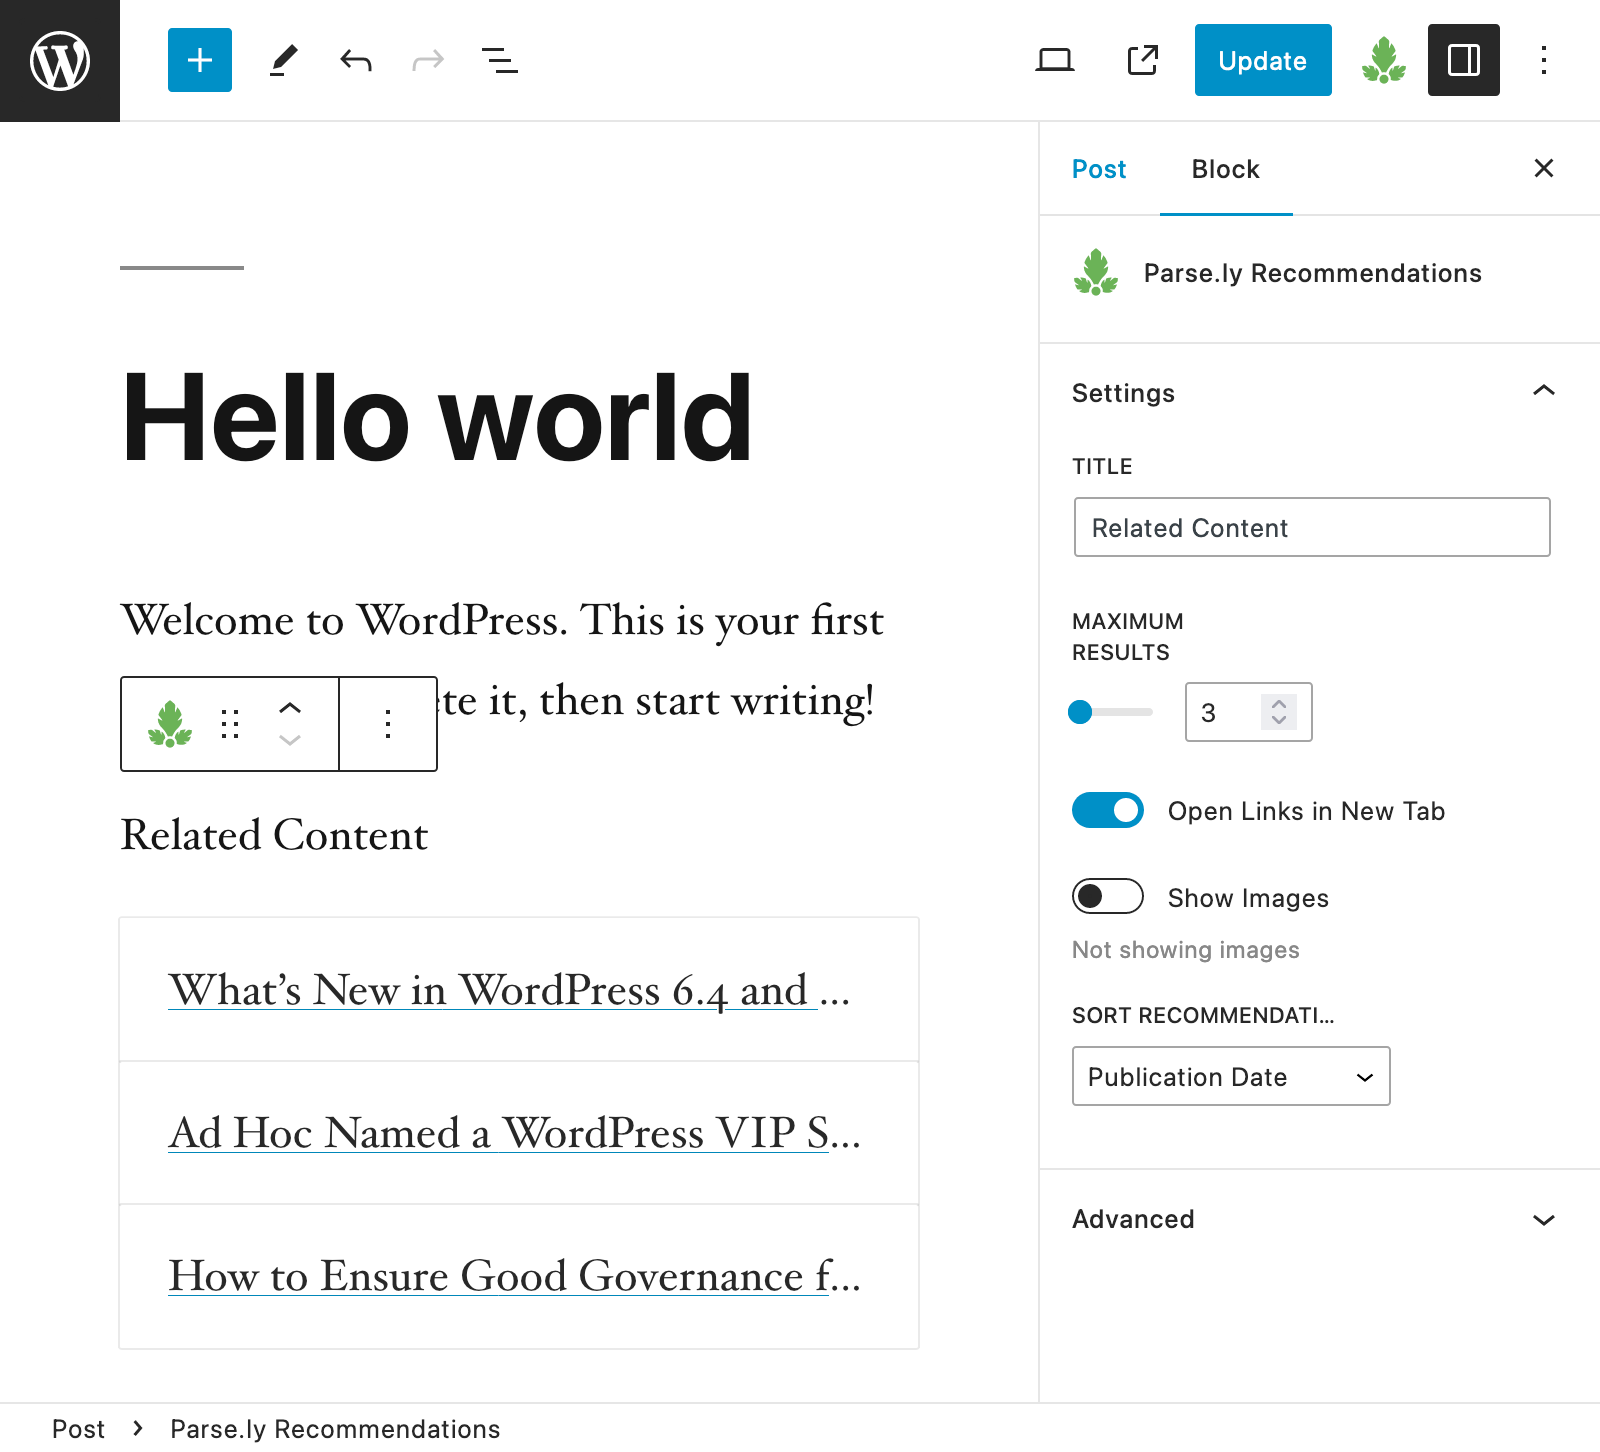 Update
Post
Block
Parse.ly Recommendations
Settings
TITLE
Related Content
MAXIMUM
RESULTS
3
Open Links in New Tab
Show Images
Not showing images
SORT RECOMMENDATI...
Publication Date
Advanced
Hello world
Welcome to WordPress. This is your first
it, then start writing!
Related Content
What’s New in WordPress 6.4 and ...
Ad Hoc Named a WordPress VIP S...
How to Ensure Good Governance f...
Post
Parse.ly Recommendations